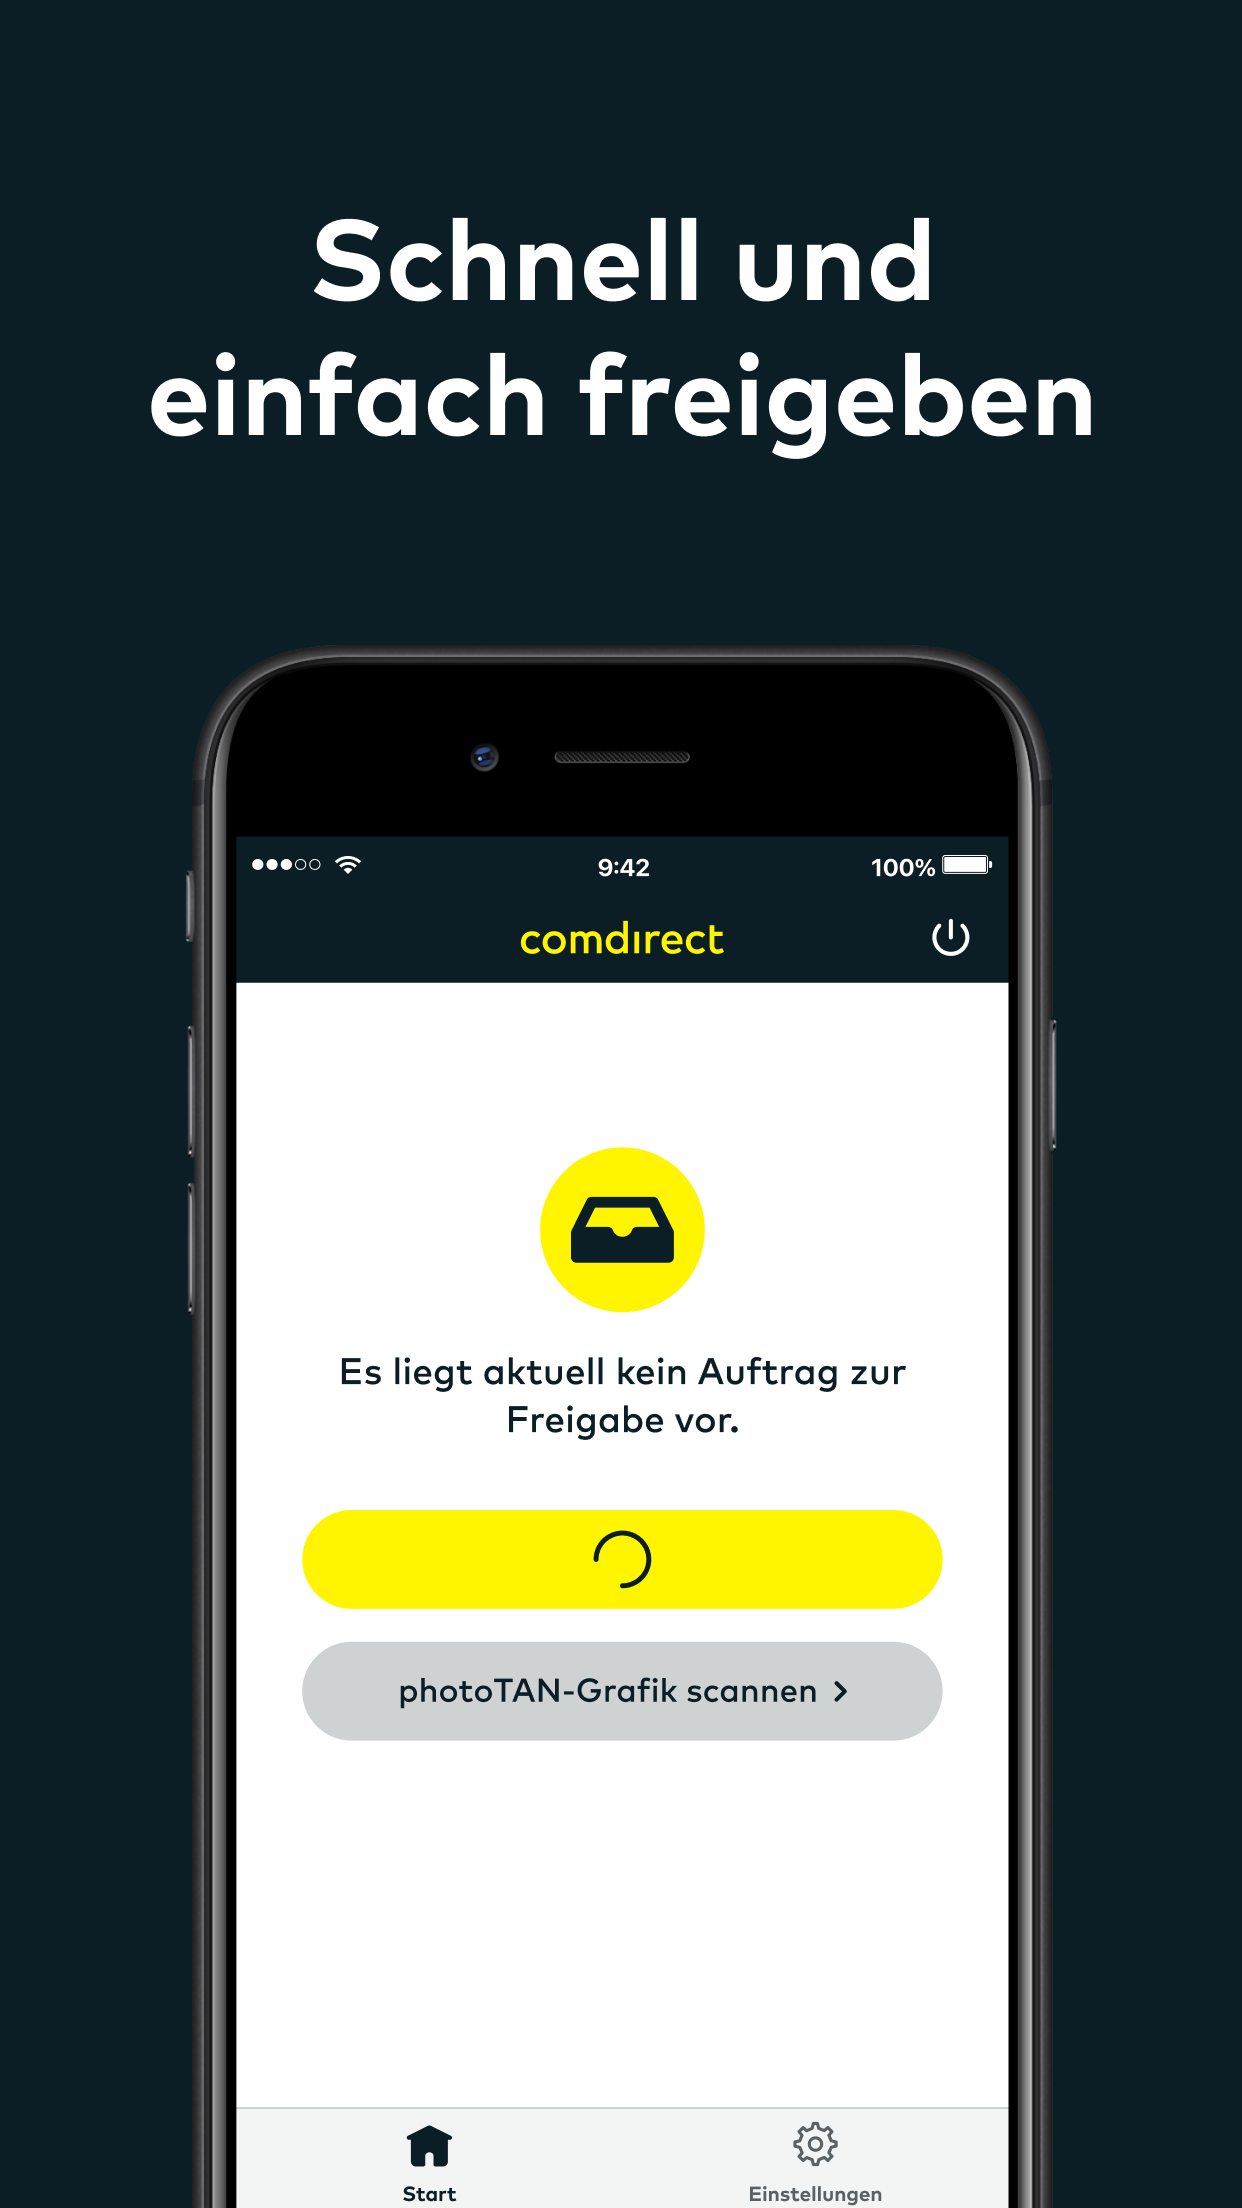 Schnell und
einfach freigeben
9:42
100%
comdirect
Es liegt aktuell kein Auftrag zur
Freigabe vor.
photoTAN-Grafik scannen
Start
Einstellungen